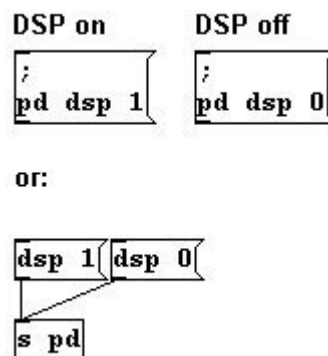 DSP on DSP off
; ;
pd dsp 1 pd dsp 0
or:
dsp 1 dsp 0
s pd